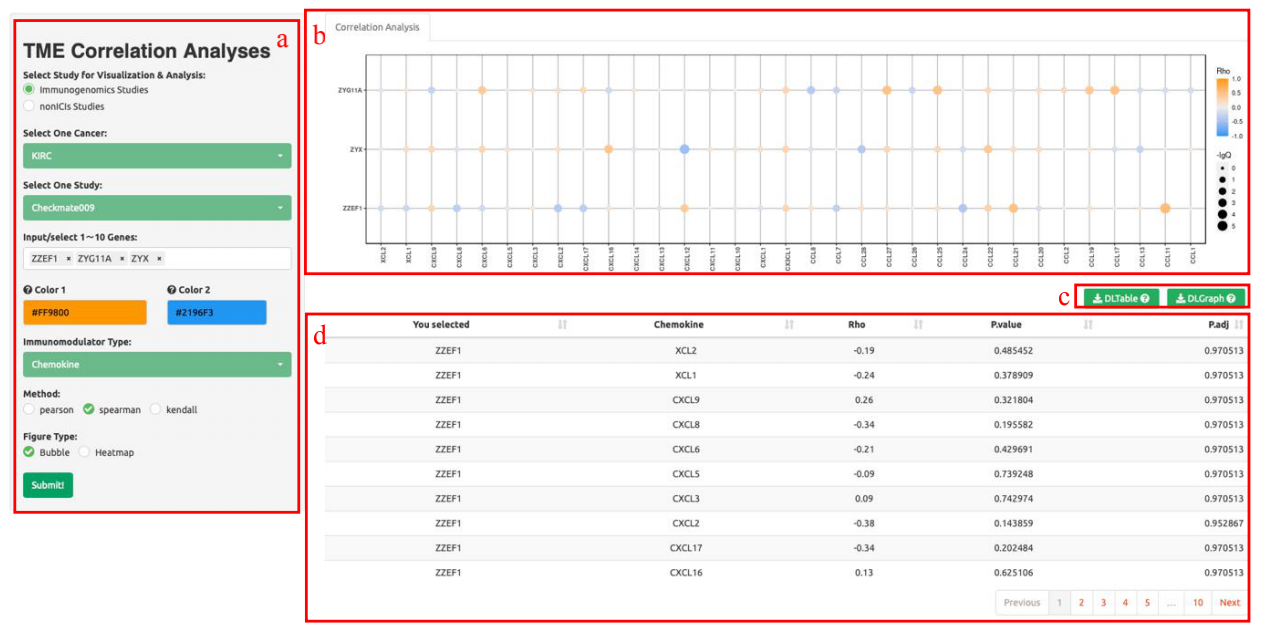 a
TME Correlation Analyses
Select Study for Visualization & Analysis:
Immunogenomics Studies
nonICIs Studies
Select One Cancer:
KIRC
Select One Study:
Checkmate009
Input/select 1~10 Genes:
ZZEF1 × ZYG11A × ZYX ×
Color 1 Color 2
#FF9800 #2196F3
Immunomodulator Type:
Chemokine
Method:
pearson spearman kendall
Figure Type:
Bubble Heatmap
Submit!
b
Correlation Analysis
ZYG11A
ZYX
ZZEF1
XCL2 XCL1 CXCL9 CXCL8 CXCL6 CXCL5 CXCL3 CXCL2 CXCL17 CXCL16 CXCL14 CXCL13 CXCL12 CXCL11 CXCL10 CXCL1 CX3CL1 CCL8 CCL7 CCL28 CCL27 CCL26 CCL25 CCL24 CCL22 CCL21 CCL20 CCL2 CCL19 CCL17 CCL13 CCL11 CCL1
Rho
1.0
0.5
0.0
-0.5
-1.0
-lgQ
0
1
2
3
4
5
c
DLTable DLGraph
d
You selected Chemokine Rho P.value P.adj
ZZEF1 XCL2 -0.19 0.485452 0.970513
ZZEF1 XCL1 -0.24 0.378909 0.970513
ZZEF1 CXCL9 0.26 0.321804 0.970513
ZZEF1 CXCL8 -0.34 0.195582 0.970513
ZZEF1 CXCL6 -0.21 0.429691 0.970513
ZZEF1 CXCL5 -0.09 0.739248 0.970513
ZZEF1 CXCL3 0.09 0.742974 0.970513
ZZEF1 CXCL2 -0.38 0.143859 0.952867
ZZEF1 CXCL17 -0.34 0.202484 0.970513
ZZEF1 CXCL16 0.13 0.625106 0.970513
Previous 1 2 3 4 5 ... 10 Next